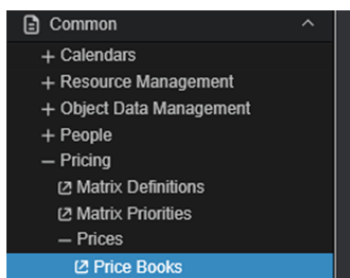 Common
+ Calendars
+ Resource Management
+ Object Data Management
+ People
— Pricing
Matrix Definitions
Matrix Priorities
— Prices
Price Books